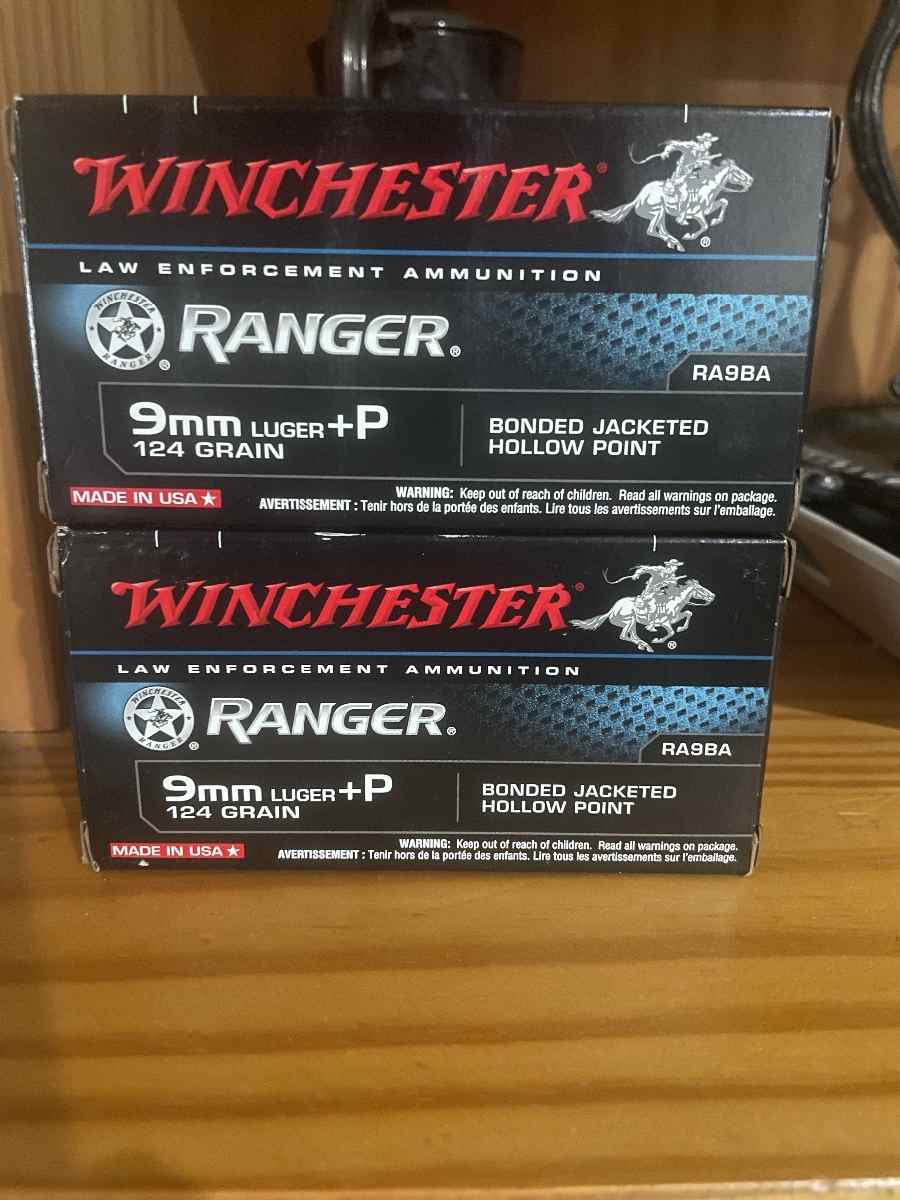 WINCHESTER®
®
LAW ENFORCEMENT AMMUNITION
WINCHESTER
RANGER
®
RANGER®
RA9BA
9mm LUGER +P
124 GRAIN
BONDED JACKETED
HOLLOW POINT
MADE IN USA
WARNING: Keep out of reach of children. Read all warnings on package.
AVERTISSEMENT : Tenir hors de la portée des enfants. Lire tous les avertissements sur l'emballage.
WINCHESTER®
®
LAW ENFORCEMENT AMMUNITION
WINCHESTER
RANGER
®
RANGER®
RA9BA
9mm LUGER +P
124 GRAIN
BONDED JACKETED
HOLLOW POINT
MADE IN USA
WARNING: Keep out of reach of children. Read all warnings on package.
AVERTISSEMENT : Tenir hors de la portée des enfants. Lire tous les avertissements sur l'emballage.